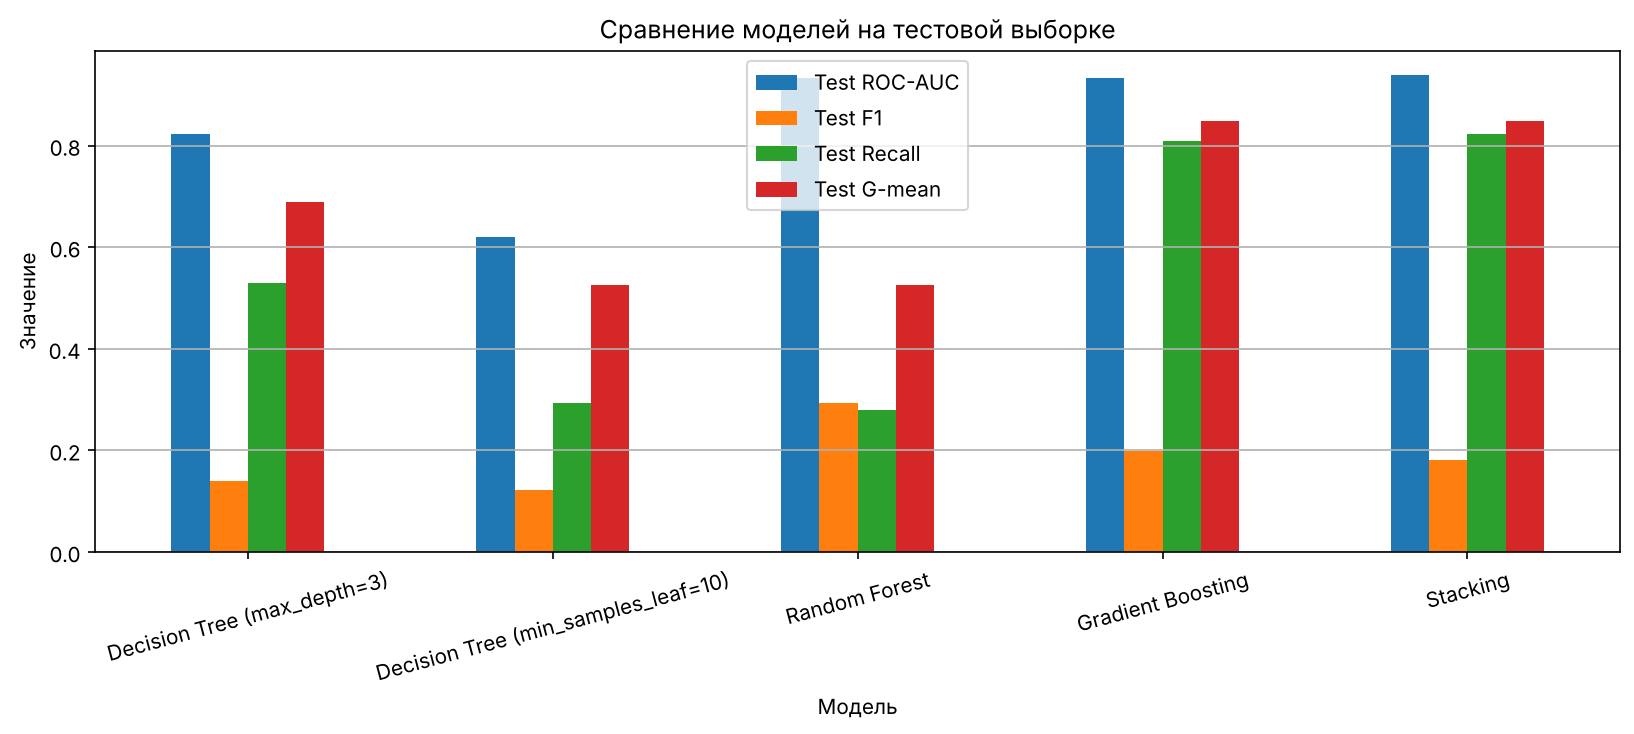 Сравнение моделей на тестовой выборке
Test ROC-AUC
Test F1
Test Recall
Test G-mean
Значение
0.8
0.6
0.4
0.2
0.0
Decision Tree (max_depth=3)
Decision Tree (min_samples_leaf=10)
Random Forest
Gradient Boosting
Stacking
Модель